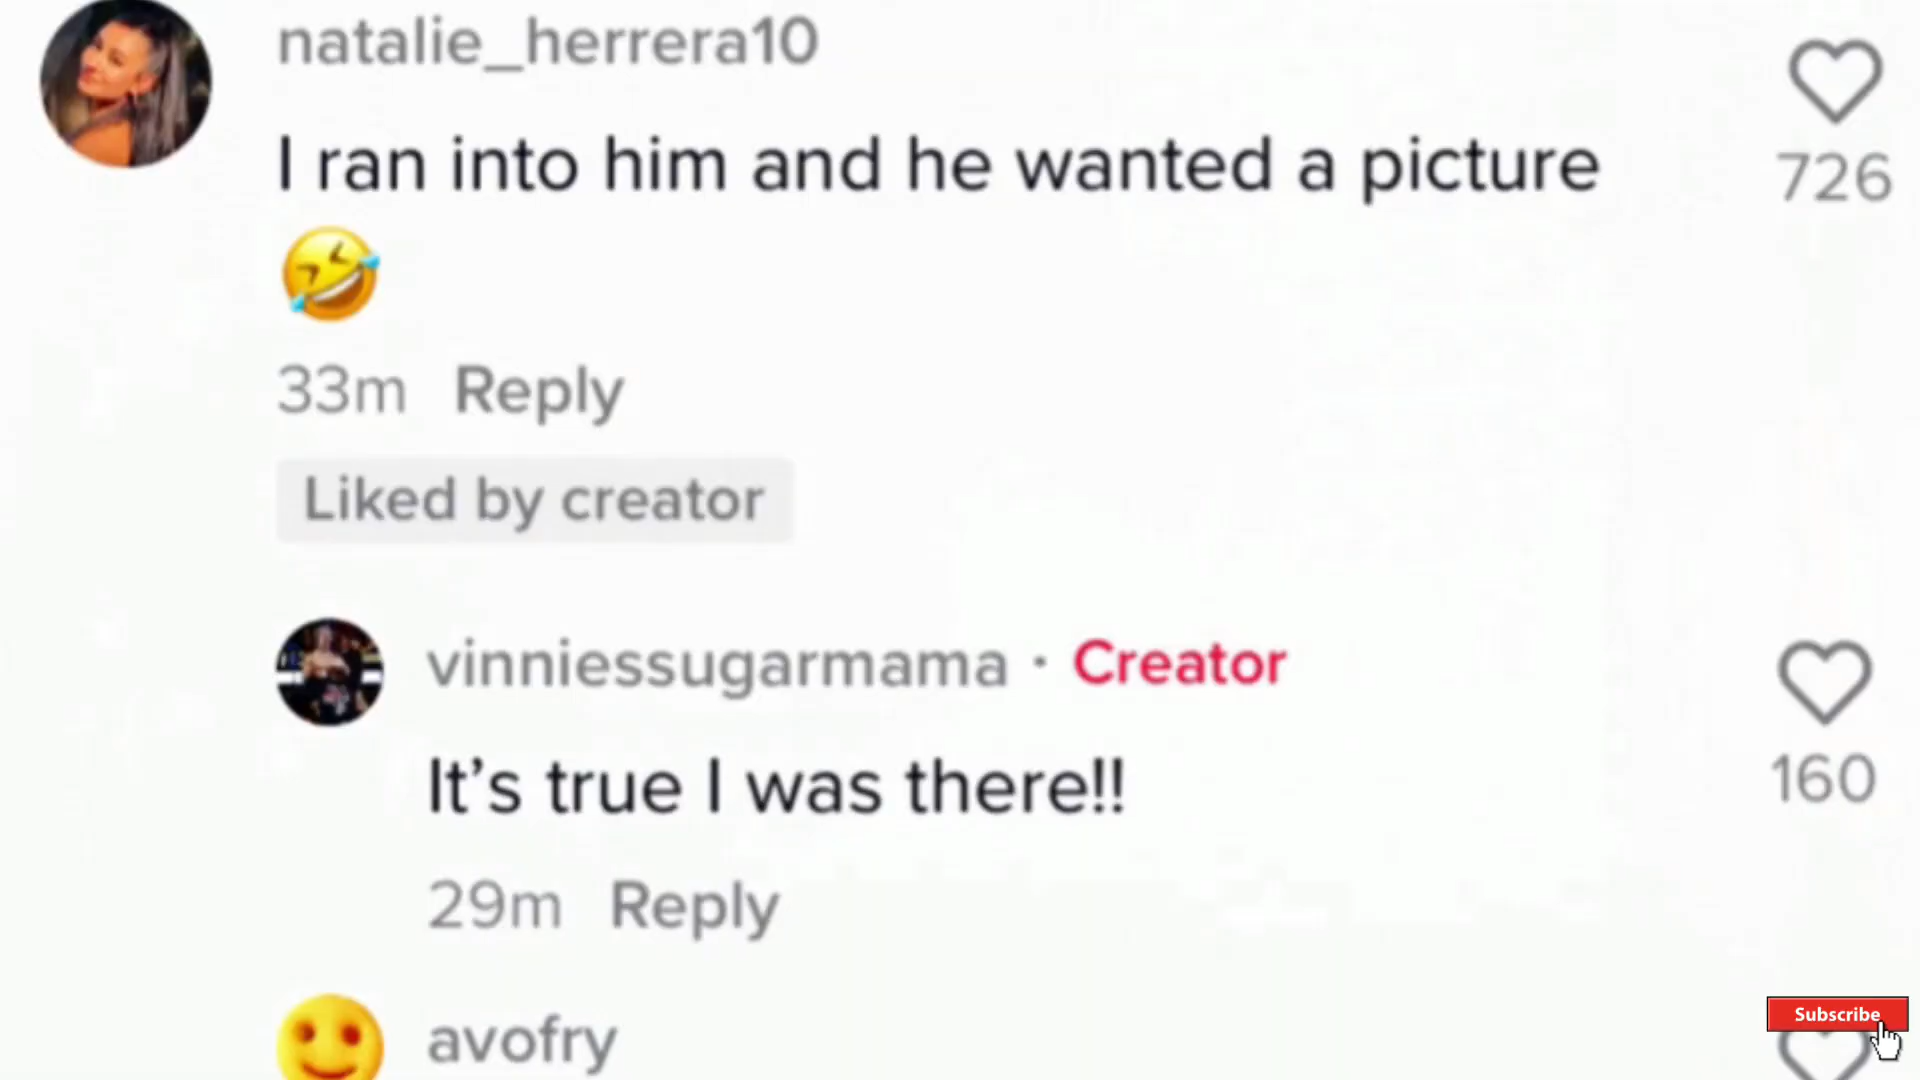 natalie_herrera10
726
I ran into him and he wanted a picture
🤣
33m Reply
Liked by creator
vinniessugarmama · Creator
It's true I was there!!
160
29m Reply
avofry
Subscribe